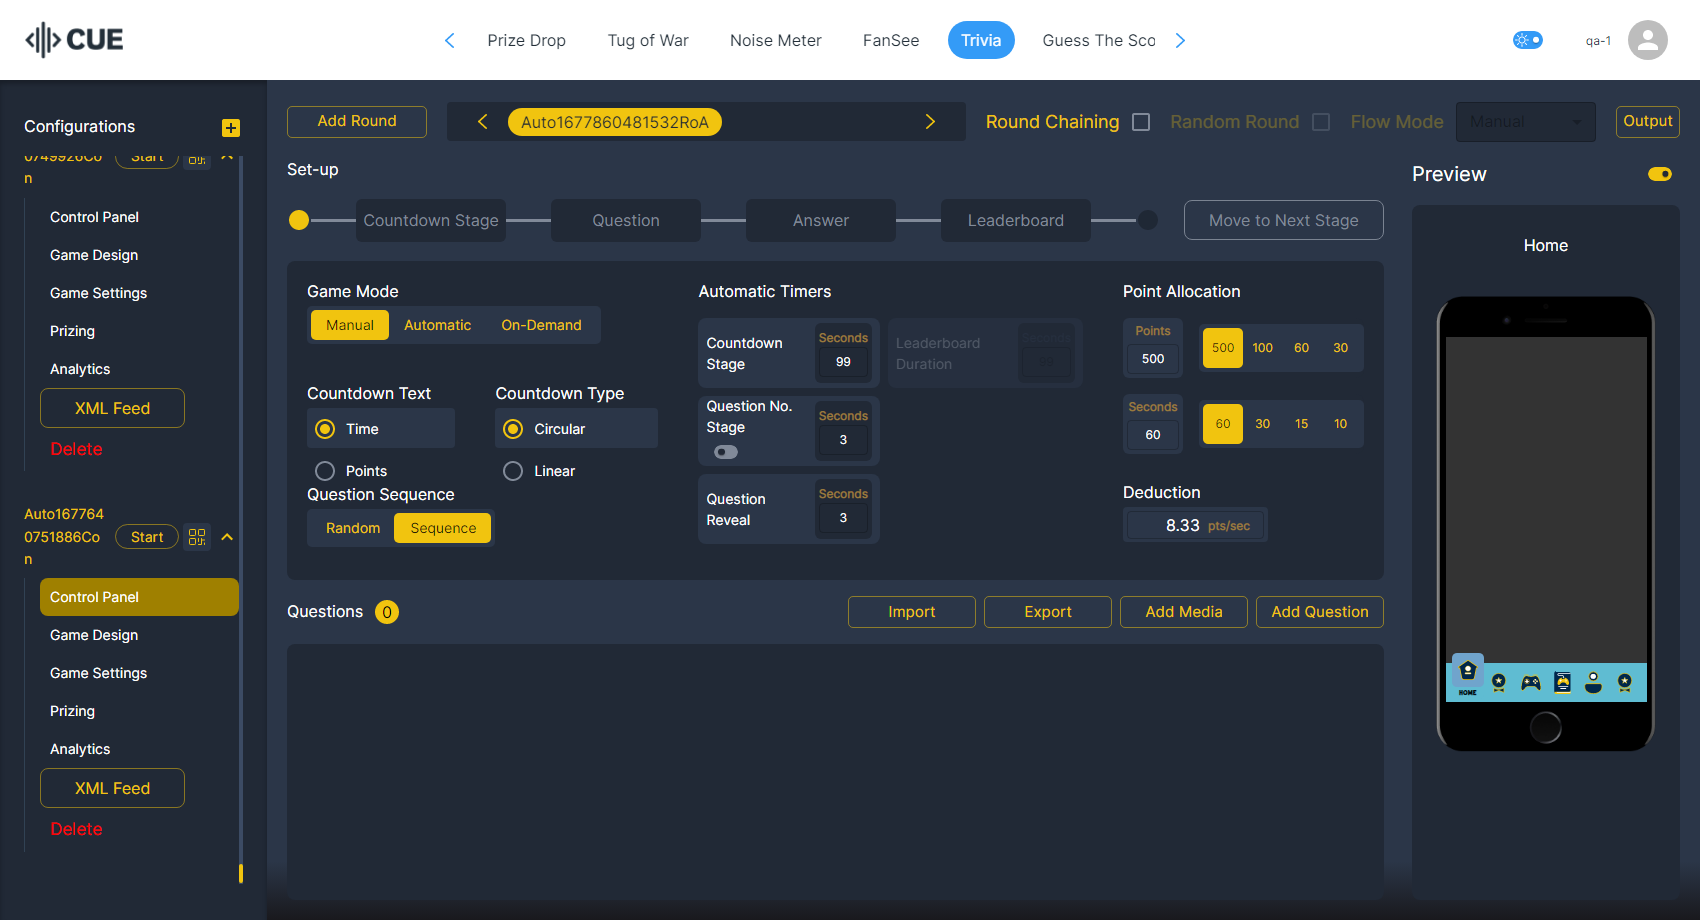 CUE
Prize Drop
Tug of War
Noise Meter
FanSee
Trivia
Guess The Sco
qa-1
Configurations
Add Round
Auto1677860481532RoA
Round Chaining
Random Round
Flow Mode
Manual
Output
0749926Co
n
Start
Control Panel
Game Design
Game Settings
Prizing
Analytics
XML Feed
Delete
Auto167764
0751886Co
n
Start
Control Panel
Game Design
Game Settings
Prizing
Analytics
XML Feed
Delete
Set-up
Countdown Stage
Question
Answer
Leaderboard
Move to Next Stage
Game Mode
Manual
Automatic
On-Demand
Countdown Text
Time
Points
Countdown Type
Circular
Linear
Question Sequence
Random
Sequence
Automatic Timers
Countdown
Stage
Seconds
99
Leaderboard
Duration
Seconds
Question No.
Stage
Seconds
3
Question
Reveal
Seconds
3
Point Allocation
Points
500
500
100
60
30
Seconds
60
60
30
15
10
Deduction
8.33 pts/sec
Questions 0
Import
Export
Add Media
Add Question
Preview
Home
HOME